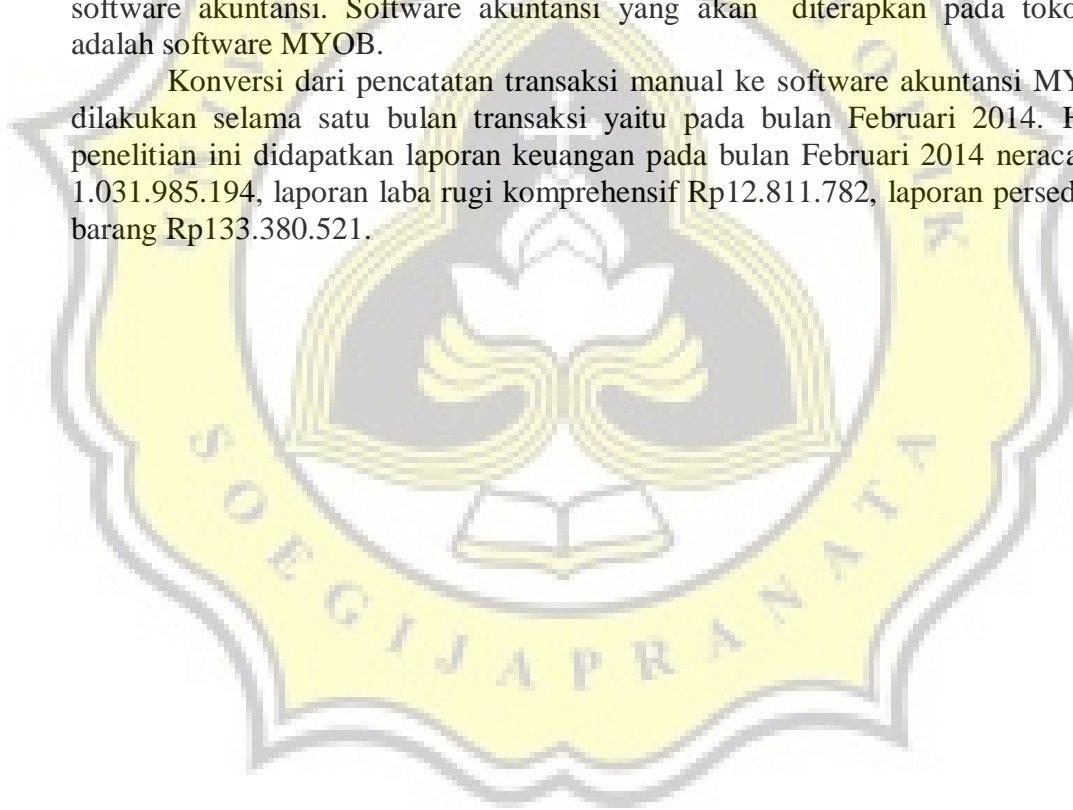 software akuntansi. Software akuntansi yang akan diterapkan pada toko
adalah software MYOB.
Konversi dari pencatatan transaksi manual ke software akuntansi MY
dilakukan selama satu bulan transaksi yaitu pada bulan Februari 2014. H
penelitian ini didapatkan laporan keuangan pada bulan Februari 2014 neraca
1.031.985.194, laporan laba rugi komprehensif Rp12.811.782, laporan persed
barang Rp133.380.521.
SOEGIJAPRANATA